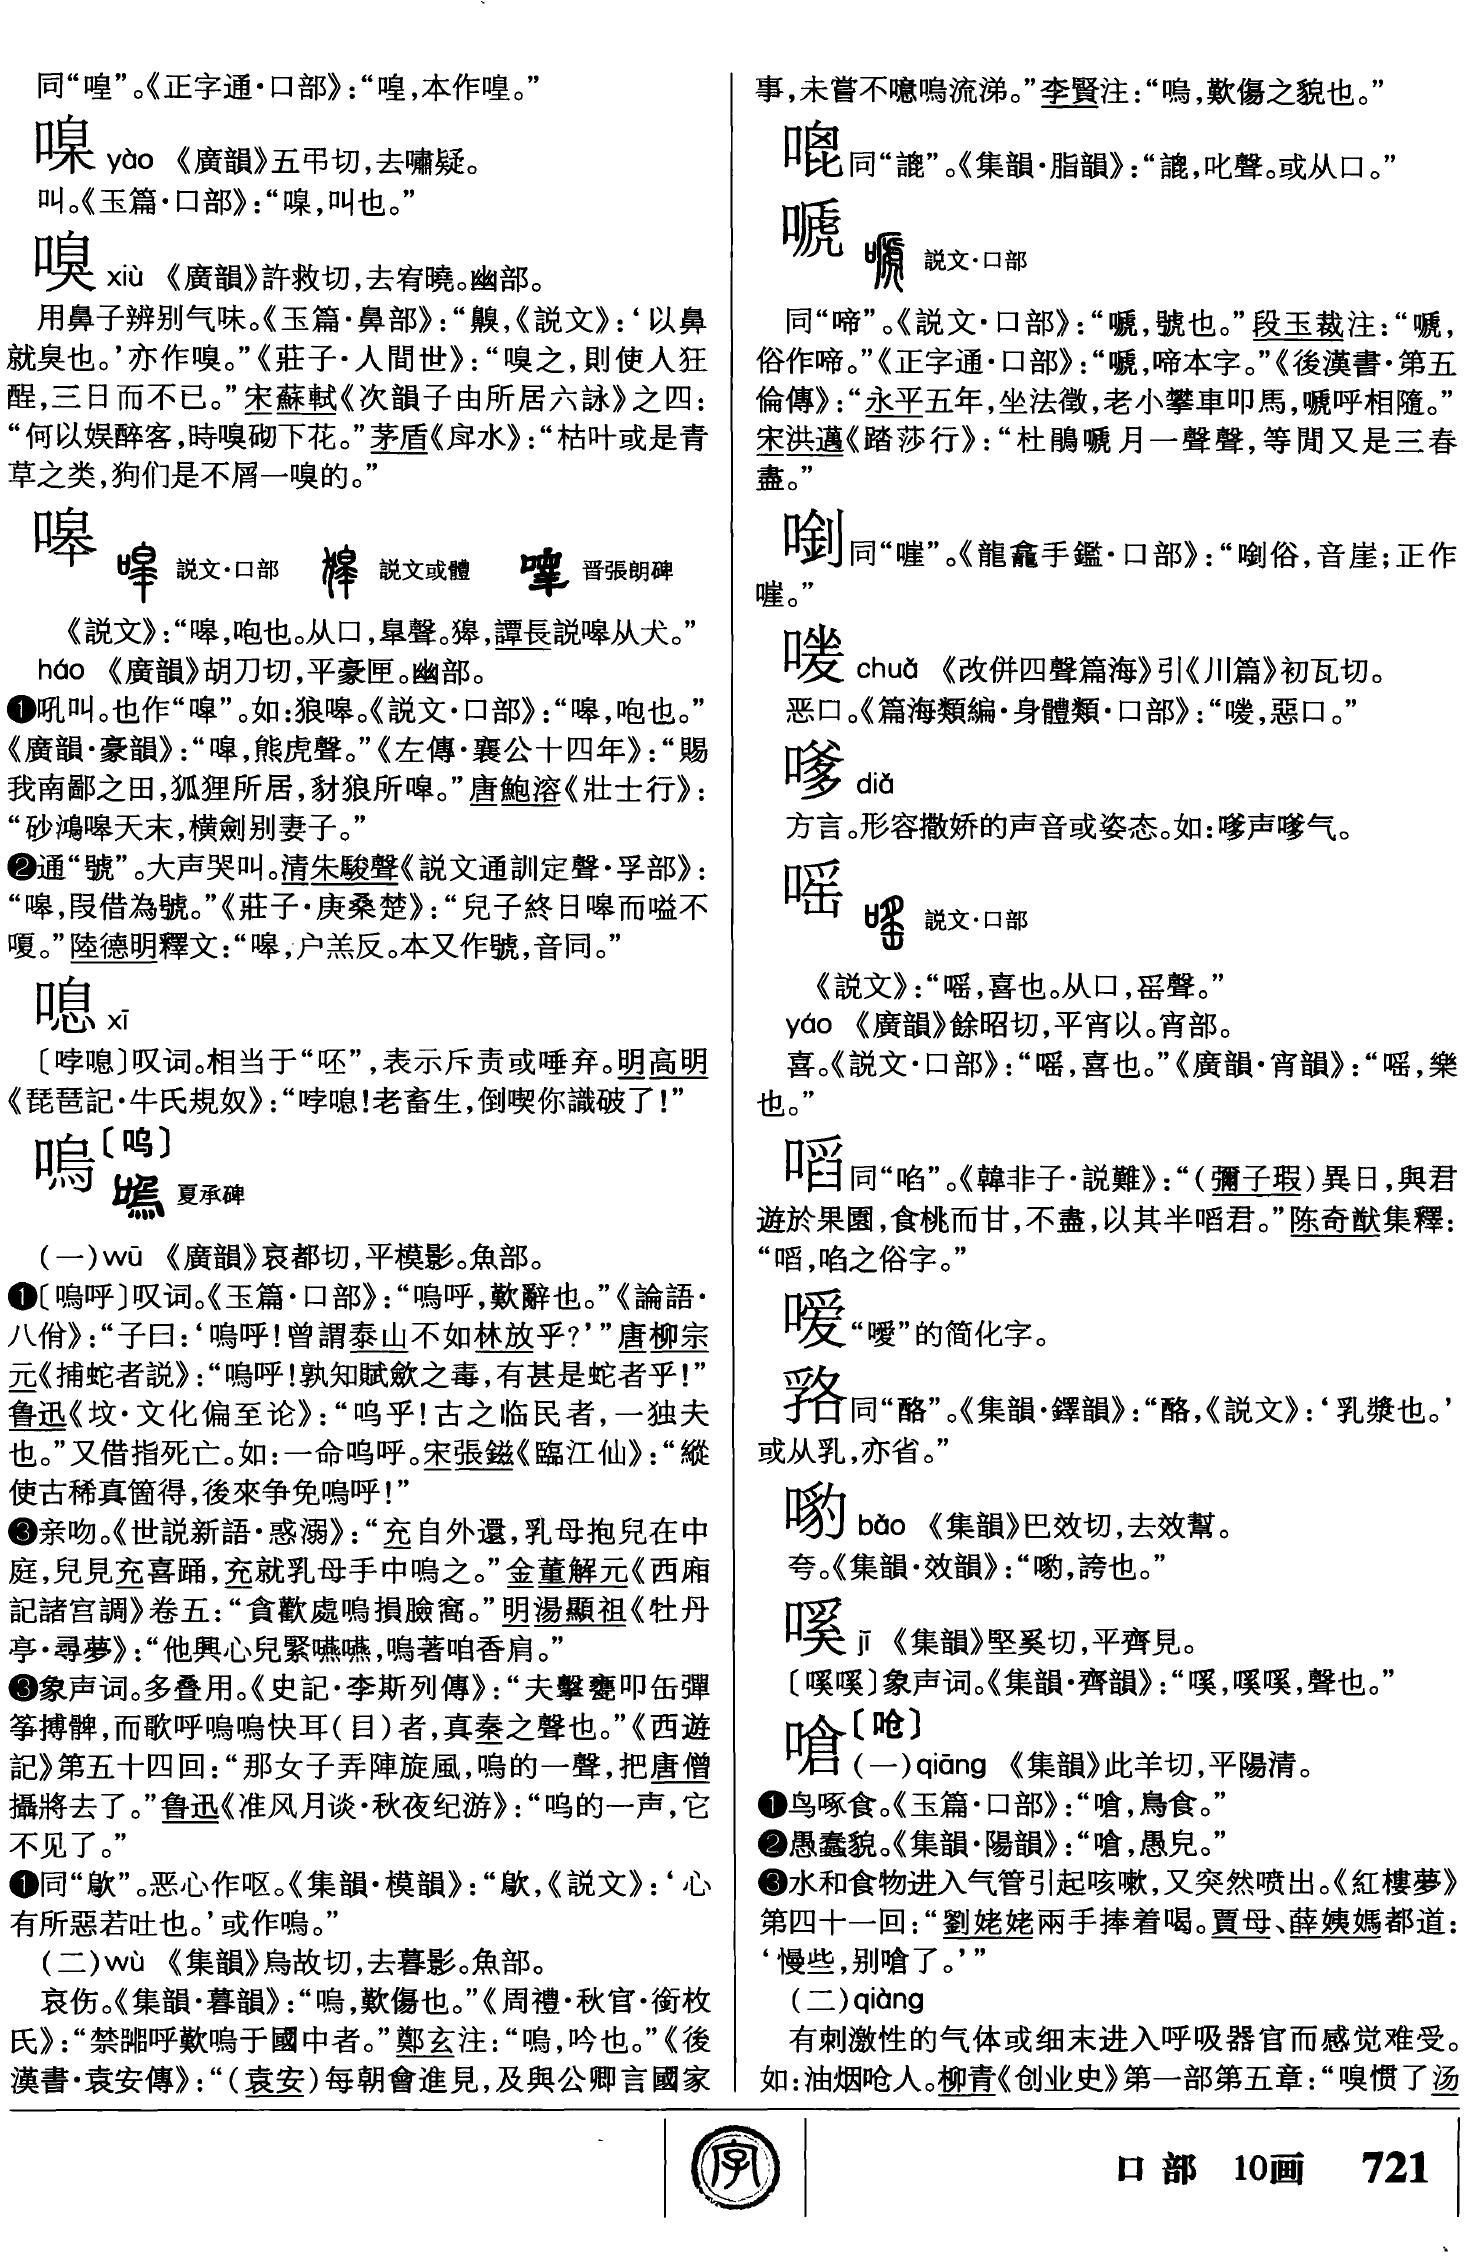 同“喤”。《正字通·口部》：“喤，本作喤。”
嘷 yào 《廣韻》五弔切，去嘯疑。
叫。《玉篇·口部》：“嘷，叫也。”
嗅 xiù 《廣韻》許救切，去宥曉。幽部。
用鼻子辨别气味。《玉篇·鼻部》：“齅，《説文》：‘以鼻
就臭也。’亦作嗅。”《莊子·人間世》：“嗅之，則使人狂
酲，三日而不已。”宋蘇軾《次韻子由所居六詠》之四：
“何以娱醉客，時嗅砌下花。”茅盾《戽水》：“枯叶或是青
草之类，狗们是不屑一嗅的。”
嗥 説文·口部 説文或體 晋張朗碑
《説文》：“嗥，咆也。从口，臯聲。獋，譚長説嗥从犬。”
háo 《廣韻》胡刀切，平豪匣。幽部。
❶吼叫。也作“嘷”。如：狼嗥。《説文·口部》：“嗥，咆也。”
《廣韻·豪韻》：“嘷，熊虎聲。”《左傳·襄公十四年》：“賜
我南鄙之田，狐狸所居，豺狼所嘷。”唐鮑溶《壯士行》：
“砂鴻嗥天末，横劍别妻子。”
❷通“號”。大声哭叫。清朱駿聲《説文通訓定聲·孚部》：
“嗥，叚借為號。”《莊子·庚桑楚》：“兒子終日嗥而嗌不
嗄。”陸德明釋文：“嗥，户羔反。本又作號，音同。”
㗭 xī
〔哱㗭〕叹词。相当于“呸”，表示斥责或唾弃。明高明
《琵琶記·牛氏規奴》：“哱㗭！老畜生，倒喫你識破了！”
嗚〔呜〕
夏承碑
（一）wū 《廣韻》哀都切，平模影。魚部。
❶〔嗚呼〕叹词。《玉篇·口部》：“嗚呼，歎辭也。”《論語·
八佾》：“子曰：‘嗚呼！曾謂泰山不如林放乎？’”唐柳宗
元《捕蛇者説》：“嗚呼！孰知賦斂之毒，有甚是蛇者乎！”
鲁迅《坟·文化偏至论》：“呜乎！古之临民者，一独夫
也。”又借指死亡。如：一命呜呼。宋張鎡《臨江仙》：“縱
使古稀真箇得，後來争免嗚呼！”
❸亲吻。《世説新語·惑溺》：“充自外還，乳母抱兒在中
庭，兒見充喜踊，充就乳母手中嗚之。”金董解元《西廂
記諸宫調》卷五：“貪歡處嗚損臉窩。”明湯顯祖《牡丹
亭·尋夢》：“他興心兒緊嚥嚥，嗚著咱香肩。”
❸象声词。多叠用。《史記·李斯列傳》：“夫擊甕叩缶彈
筝搏髀，而歌呼嗚嗚快耳（目）者，真秦之聲也。”《西遊
記》第五十四回：“那女子弄陣旋風，嗚的一聲，把唐僧
攝將去了。”鲁迅《准风月谈·秋夜纪游》：“呜的一声，它
不见了。”
❶同“歍”。恶心作呕。《集韻·模韻》：“歍，《説文》：‘心
有所惡若吐也。’或作嗚。”
（二）wù 《集韻》烏故切，去暮影。魚部。
哀伤。《集韻·暮韻》：“嗚，歎傷也。”《周禮·秋官·銜枚
氏》：“禁嘂呼歎嗚于國中者。”鄭玄注：“嗚，吟也。”《後
漢書·袁安傳》：“（袁安）每朝會進見，及與公卿言國家
事，未嘗不噫嗚流涕。”李賢注：“嗚，歎傷之貌也。”
㗫同“諀”。《集韻·脂韻》：“諀，叱聲。或从口。”
嗁 説文·口部
同“啼”。《説文·口部》：“嗁，號也。”段玉裁注：“嗁，
俗作啼。”《正字通·口部》：“嗁，啼本字。”《後漢書·第五
倫傳》：“永平五年，坐法徵，老小攀車叩馬，嗁呼相隨。”
宋洪邁《踏莎行》：“杜鵑嗁月一聲聲，等閒又是三春
盡。”
同“啀”。《龍龕手鑑·口部》：“俗，音崖；正作
啀。”
chuǎ 《改併四聲篇海》引《川篇》初瓦切。
恶口。《篇海類編·身體類·口部》：“，惡口。”
嗲 diǎ
方言。形容撒娇的声音或姿态。如：嗲声嗲气。
嗂 説文·口部
《説文》：“嗂，喜也。从口，䍃聲。”
yáo 《廣韻》餘昭切，平宵以。宵部。
喜。《説文·口部》：“嗂，喜也。”《廣韻·宵韻》：“嗂，樂
也。”
嗠同“啗”。《韓非子·説難》：“（彌子瑕）異日，與君
遊於果園，食桃而甘，不盡，以其半啗君。”陈奇猷集釋：
“，啗之俗字。”
嗳“噯”的简化字。
同“酪”。《集韻·鐸韻》：“酪，《説文》：‘乳漿也。’
或从乳，亦省。”
bǎo 《集韻》巴效切，去效幫。
夸。《集韻·效韻》：“，誇也。”
嗘 jī 《集韻》堅奚切，平齊見。
〔嗘嗘〕象声词。《集韻·齊韻》：“嗘，嗘嗘，聲也。”
嗆〔呛〕
（一）qiāng 《集韻》此羊切，平陽清。
❶鸟啄食。《玉篇·口部》：“嗆，鳥食。”
❷愚蠢貌。《集韻·陽韻》：“嗆，愚皃。”
❸水和食物进入气管引起咳嗽，又突然喷出。《紅樓夢》
第四十一回：“劉姥姥兩手捧着喝。賈母、薛姨媽都道：
‘慢些，别嗆了。’”
（二）qiàng
有刺激性的气体或细末进入呼吸器官而感觉难受。
如：油烟呛人。柳青《创业史》第一部第五章：“嗅惯了汤
字
口部 10画 721